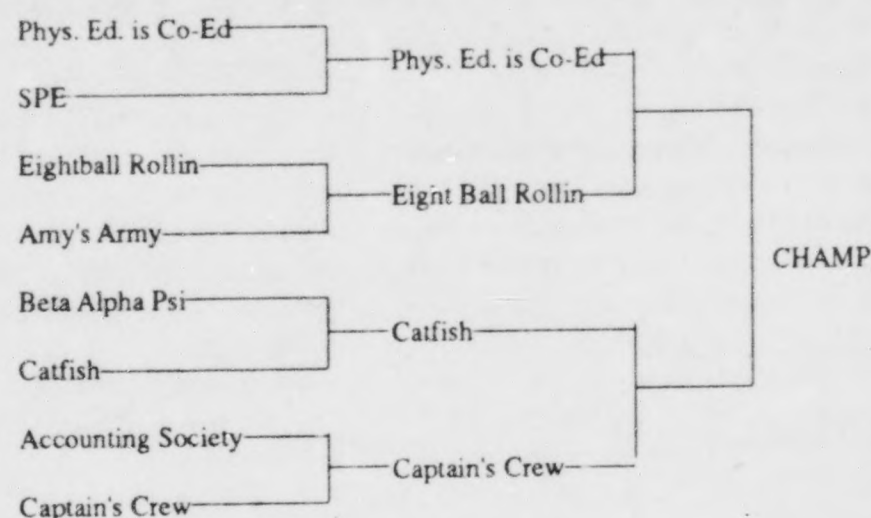 Phys. Ed. is Co-Ed
Phys. Ed. is Co-Ed
SPE
Eightball Rollin
Eight Ball Rollin
Amy's Army
CHAMP
Beta Alpha Psi
Catfish
Catfish
Accounting Society
Captain's Crew
Captain's Crew